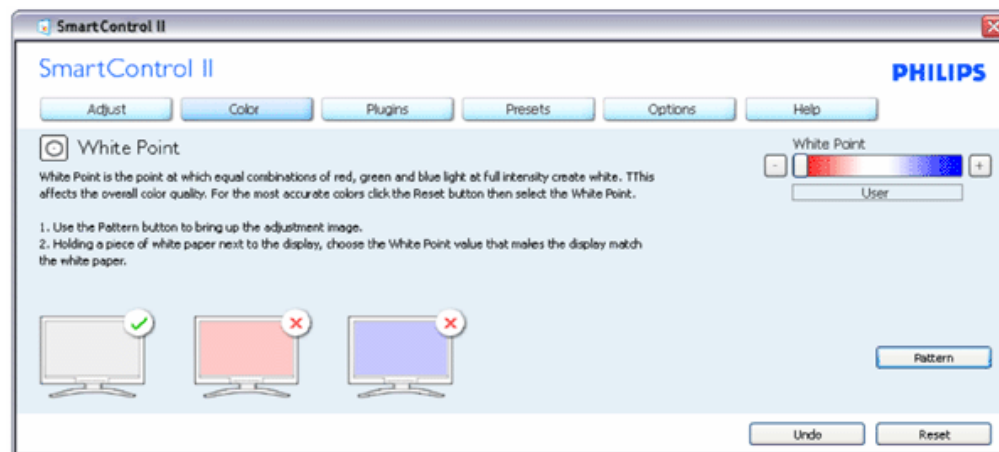 SmartControl II
SmartControl II
PHILIPS
Adjust
Color
Plugins
Presets
Options
Help
White Point
White Point is the point at which equal combinations of red, green and blue light at full intensity create white. TThis
affects the overall color quality. For the most accurate colors click the Reset button then select the White Point.
1. Use the Pattern button to bring up the adjustment image.
2. Holding a piece of white paper next to the display, choose the White Point value that makes the display match
the white paper.
White Point
-
+
User
Pattern
Undo
Reset